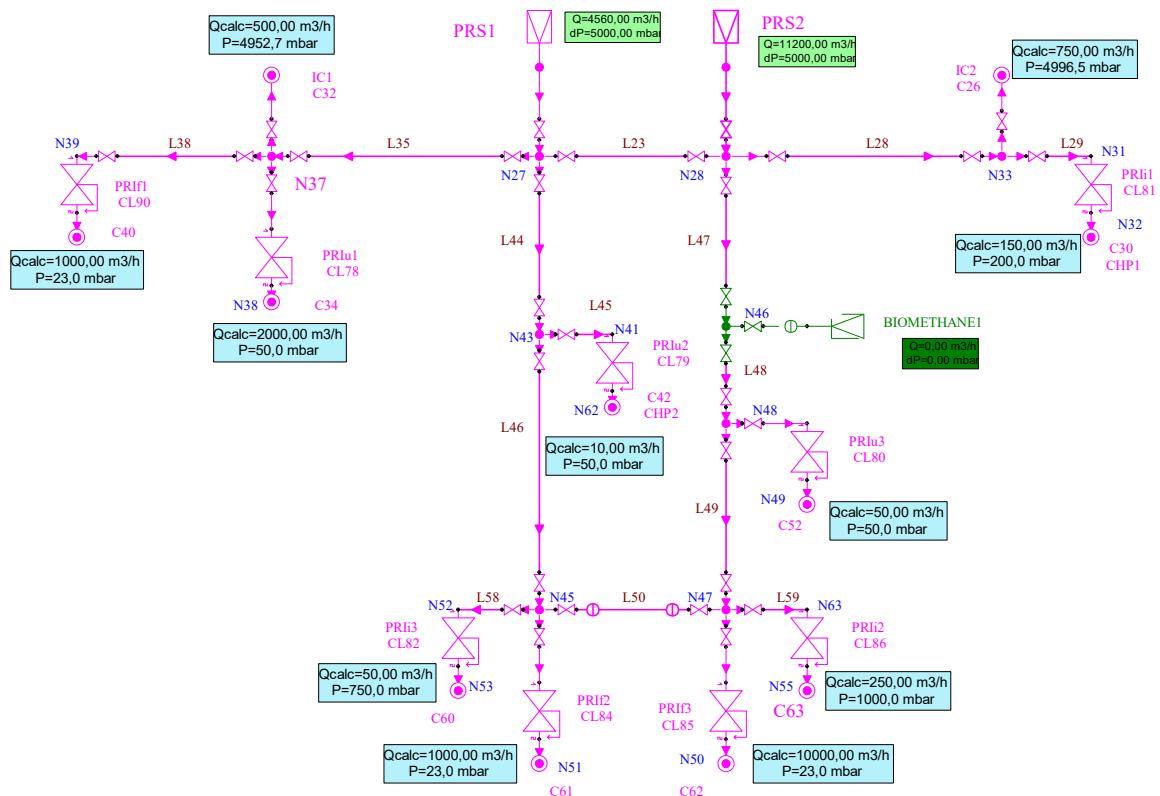 Qcalc=500,00 m3/h
P=4952,7 mbar
PRS1
Q=4560,00 m3/h
dP=5000,00 mbar
PRS2
Q=11200,00 m3/h
dP=5000,00 mbar
Qcalc=750,00 m3/h
P=4996,5 mbar
IC1
C32
IC2
C26
N39
L38
L35
L23
L28
L29
N31
N37
N27
N28
N33
PRIf1
CL90
C40
PRIi1
CL81
N32
C30
CHP1
Qcalc=1000,00 m3/h
P=23,0 mbar
PRIu1
CL78
N38
C34
L44
L47
Qcalc=150,00 m3/h
P=200,0 mbar
Qcalc=2000,00 m3/h
P=50,0 mbar
L45
N43
N41
PRIu2
CL79
N46
BIOMETHANE1
Q=0,00 m3/h
dP=0,00 mbar
L48
N62
C42
CHP2
N48
L46
Qcalc=10,00 m3/h
P=50,0 mbar
PRIu3
CL80
N49
C52
L49
Qcalc=50,00 m3/h
P=50,0 mbar
N52
L58
N45
L50
N47
L59
N63
PRIi3
CL82
PRIi2
CL86
Qcalc=50,00 m3/h
P=750,0 mbar
N53
C60
PRIf2
CL84
PRIf3
CL85
N55
C63
Qcalc=250,00 m3/h
P=1000,0 mbar
Qcalc=1000,00 m3/h
P=23,0 mbar
N51
C61
N50
C62
Qcalc=10000,00 m3/h
P=23,0 mbar